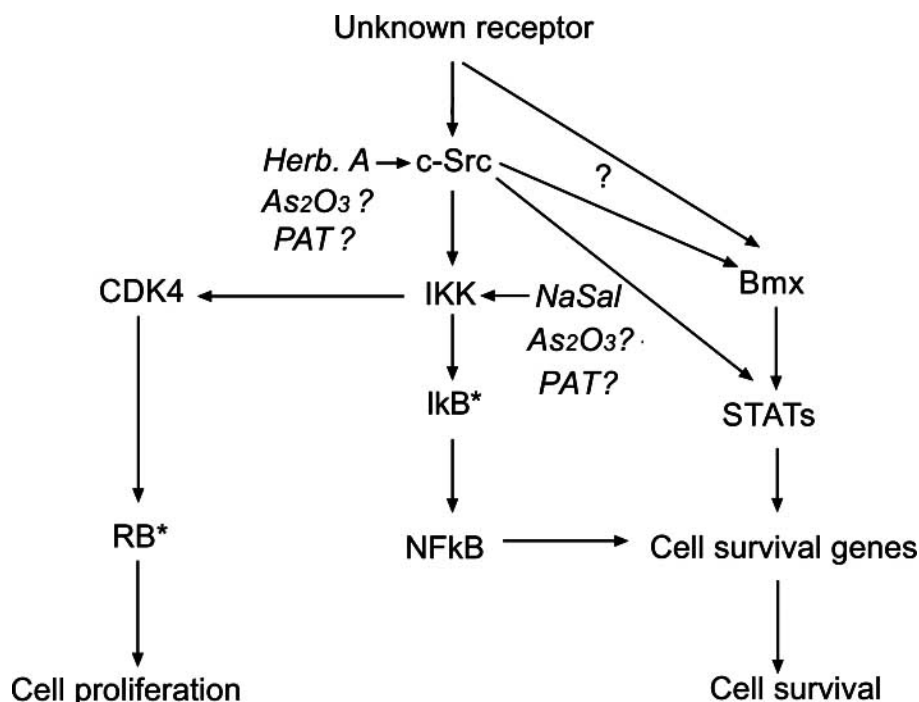 Unknown receptor
Herb. A
c-Src
?
As2O3 ?
PAT ?
CDK4
IKK
NaSal
Bmx
As2O3?
PAT?
IkB*
STATs
RB*
NFkB
Cell survival genes
Cell proliferation
Cell survival